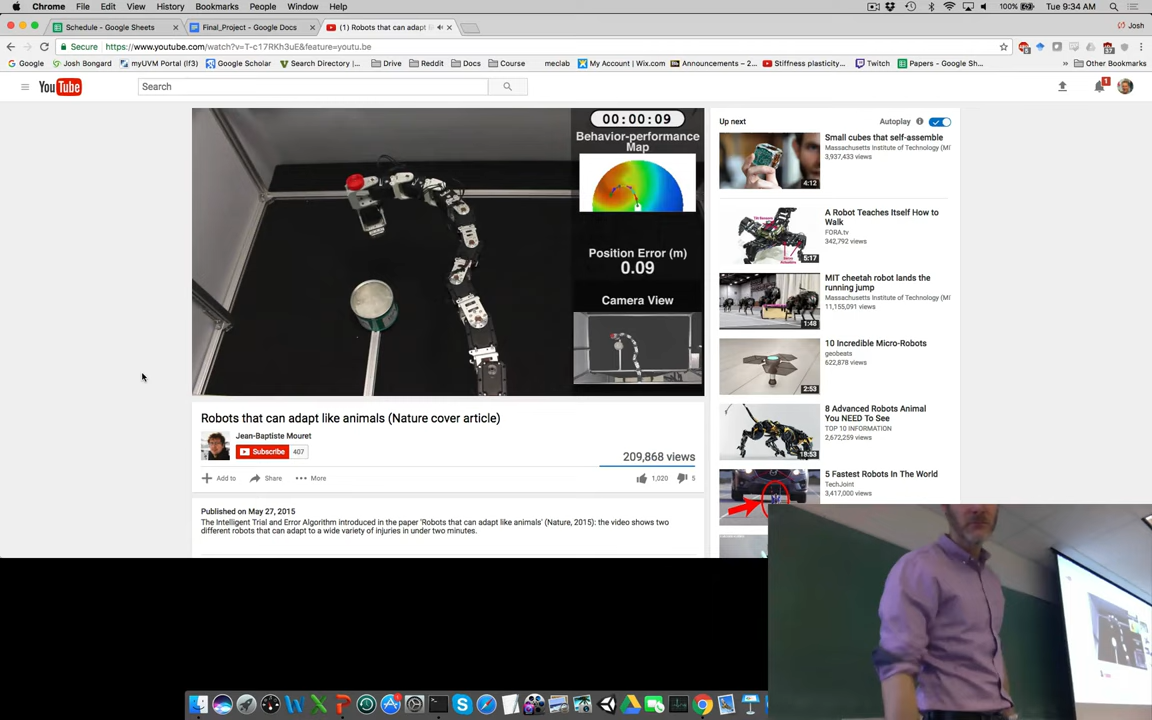 Chrome File Edit View History Bookmarks People Window Help
100% Tue 9:34 AM
Schedule - Google Sheets
Final_Project - Google Docs
(1) Robots that can adapt l
Josh
Secure https://www.youtube.com/watch?v=T-c17RKh3uE&feature=youtu.be
Google Josh Bongard myUVM Portal (lf3) Google Scholar Search Directory |... Drive Reddit Docs Course meclab My Account | Wix.com Announcements – 2... Stiffness plasticity... Twitch Papers - Google Sh... » Other Bookmarks
YouTube
Search
1
00:00:09
Behavior-performance
Map
Position Error (m)
0.09
Camera View
Robots that can adapt like animals (Nature cover article)
Jean-Baptiste Mouret
Subscribe 407
209,868 views
Add to Share More
1,020 5
Published on May 27, 2015
The Intelligent Trial and Error Algorithm introduced in the paper 'Robots that can adapt like animals' (Nature, 2015): the video shows two
different robots that can adapt to a wide variety of injuries in under two minutes.
Up next
Autoplay
Small cubes that self-assemble
Massachusetts Institute of Technology (MI
3,937,433 views
4:12
A Robot Teaches Itself How to
Walk
FORA.tv
342,792 views
5:17
MIT cheetah robot lands the
running jump
Massachusetts Institute of Technology (MI
11,155,091 views
1:48
10 Incredible Micro-Robots
geobeats
622,878 views
2:53
8 Advanced Robots Animal
You NEED To See
TOP 10 INFORMATION
2,672,259 views
18:53
5 Fastest Robots In The World
TechJoint
3,417,000 views